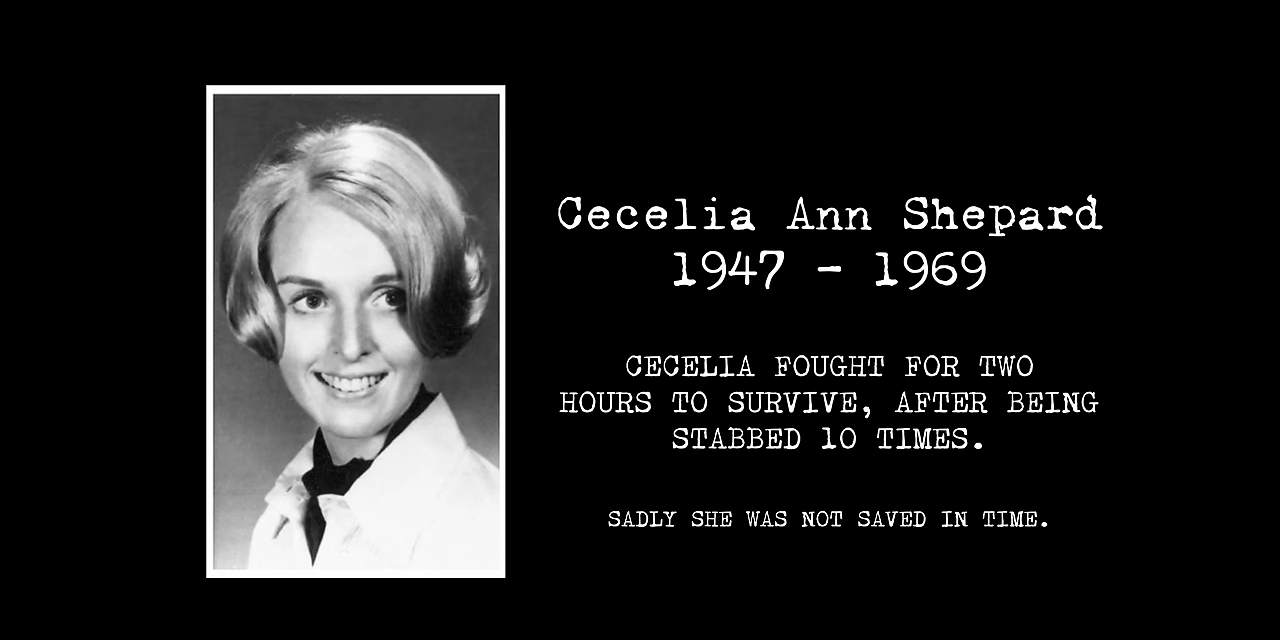 Cecelia Ann Shepard
1947 - 1969
CECELIA FOUGHT FOR TWO
HOURS TO SURVIVE, AFTER BEING
STABBED 10 TIMES.
SADLY SHE WAS NOT SAVED IN TIME.